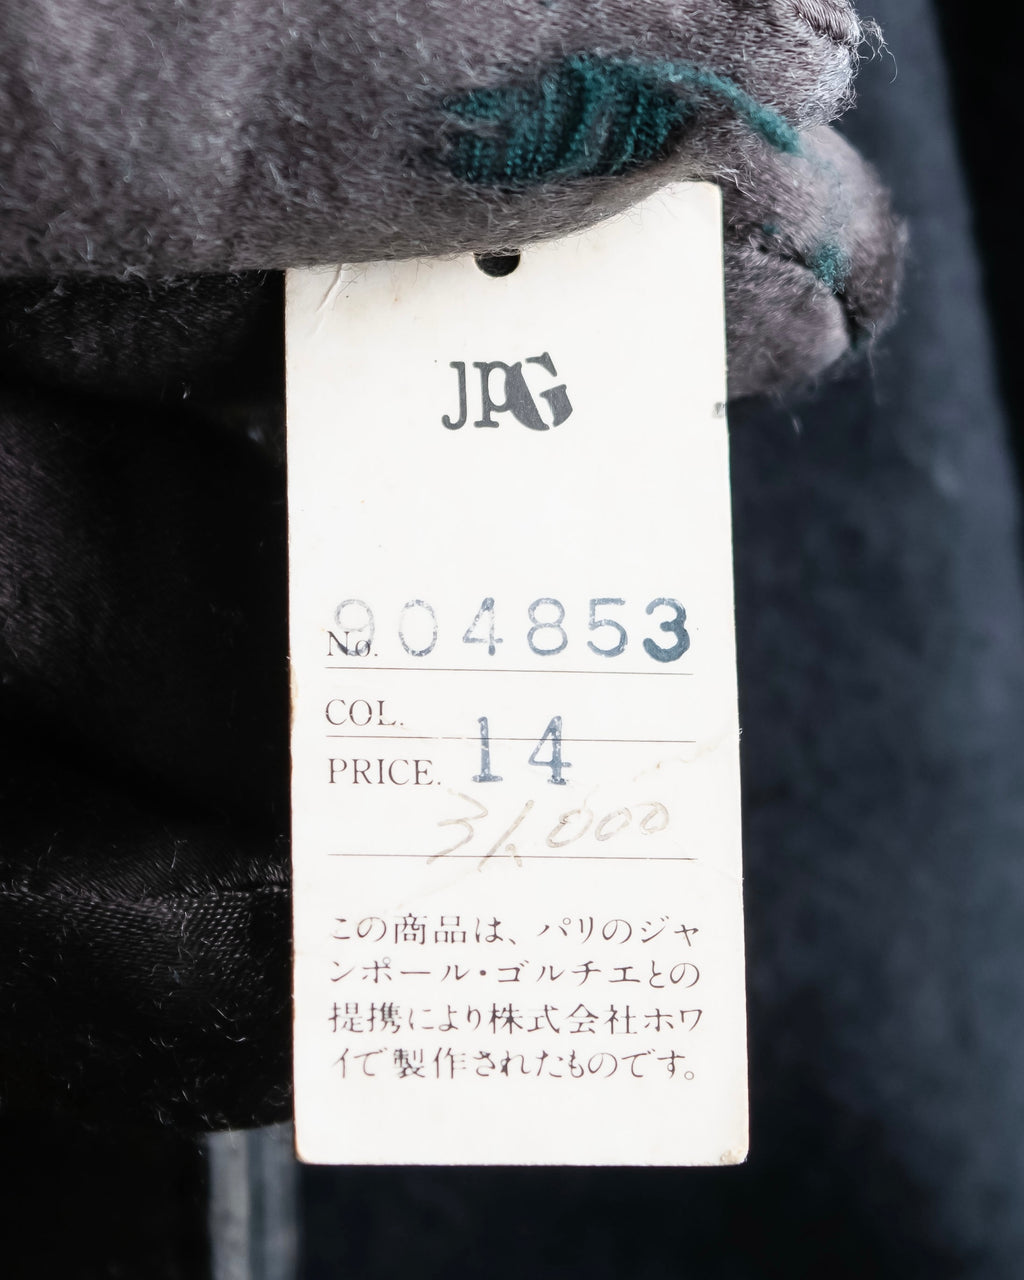 JPG
No. 904853
COL.
14
PRICE.
31,000
この商品は、パリのジャ
ンポール・ゴルチエとの
提携により株式会社ホワ
イで製作されたものです。